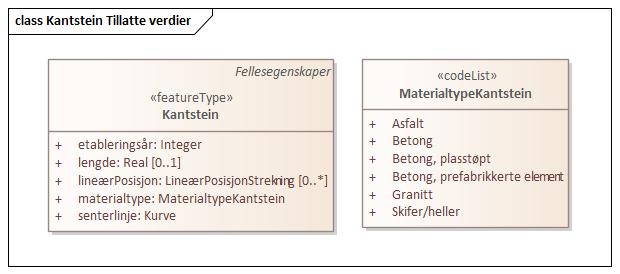 class Kantstein Tillatte verdier
Fellesegenskaper
«featureType»
Kantstein
+ etableringsår: Integer
+ lengde: Real [0..1]
+ lineærPosisjon: LineærPosisjonStrekning [0..*]
+ materialtype: MaterialtypeKantstein
+ senterlinje: Kurve
«codeList»
MaterialtypeKantstein
+ Asfalt
+ Betong
+ Betong, plasstøpt
+ Betong, prefabrikkerte element
+ Granitt
+ Skifer/heller